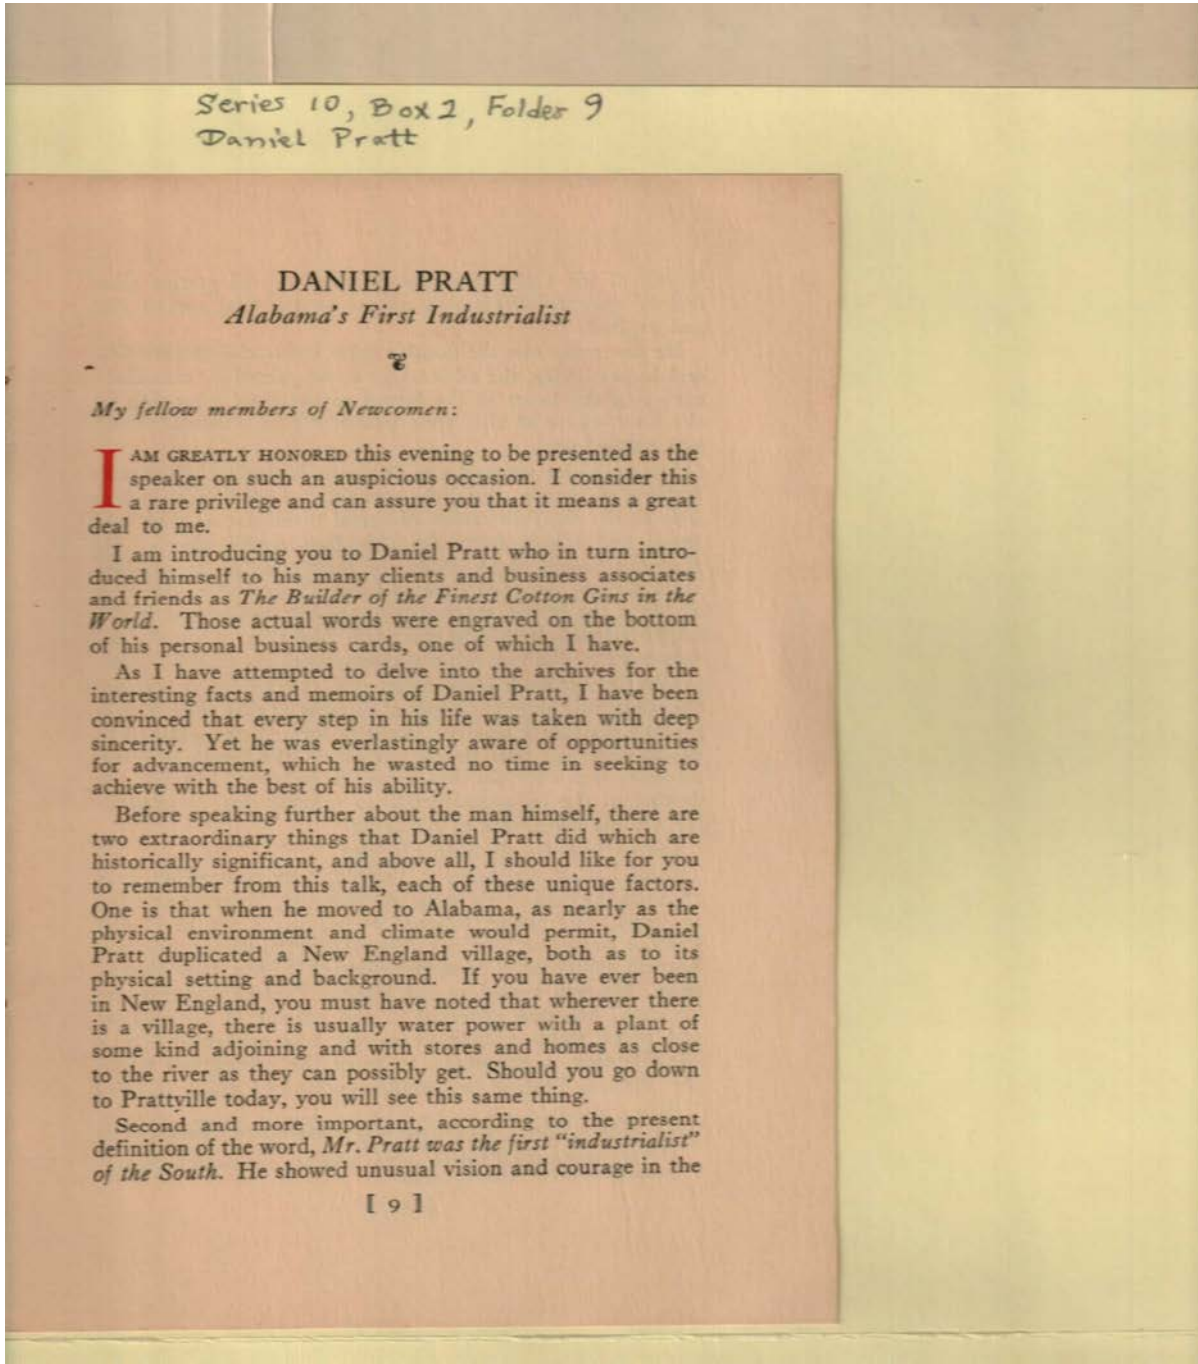 Series 10, Box 2, Folder 9
Daniel Pratt
DANIEL PRATT
Alabama's First Industrialist
My fellow members of Newcomen:
I AM GREATLY HONORED this evening to be presented as the
speaker on such an auspicious occasion. I consider this
a rare privilege and can assure you that it means a great
deal to me.
I am introducing you to Daniel Pratt who in turn intro-
duced himself to his many clients and business associates
and friends as The Builder of the Finest Cotton Gins in the
World. Those actual words were engraved on the bottom
of his personal business cards, one of which I have.
As I have attempted to delve into the archives for the
interesting facts and memoirs of Daniel Pratt, I have been
convinced that every step in his life was taken with deep
sincerity. Yet he was everlastingly aware of opportunities
for advancement, which he wasted no time in seeking to
achieve with the best of his ability.
Before speaking further about the man himself, there are
two extraordinary things that Daniel Pratt did which are
historically significant, and above all, I should like for you
to remember from this talk, each of these unique factors.
One is that when he moved to Alabama, as nearly as the
physical environment and climate would permit, Daniel
Pratt duplicated a New England village, both as to its
physical setting and background. If you have ever been
in New England, you must have noted that wherever there
is a village, there is usually water power with a plant of
some kind adjoining and with stores and homes as close
to the river as they can possibly get. Should you go down
to Prattville today, you will see this same thing.
Second and more important, according to the present
definition of the word, Mr. Pratt was the first "industrialist"
of the South. He showed unusual vision and courage in the
[ 9 ]